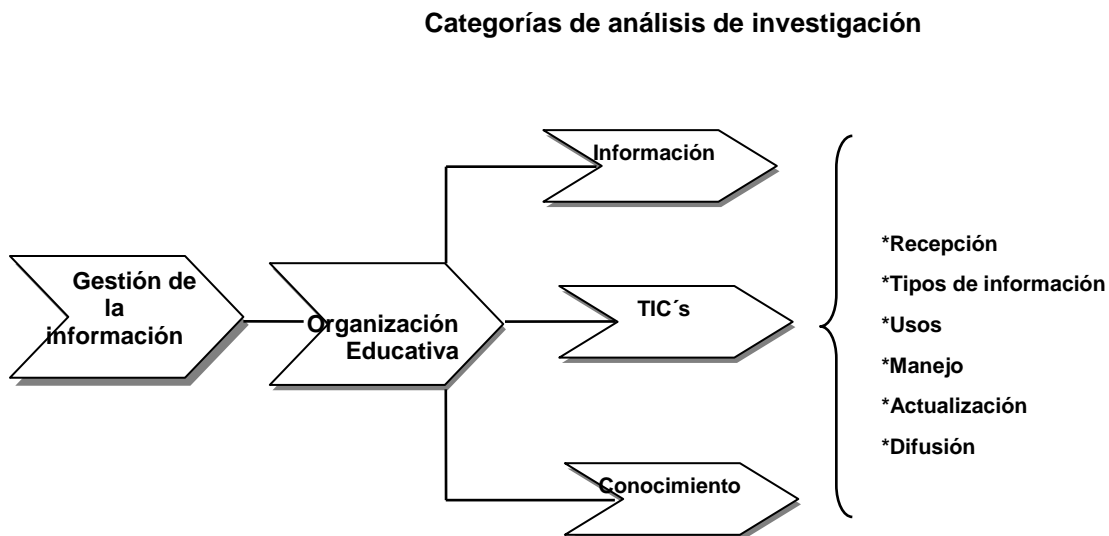 Categorías de análisis de investigación
Gestión de
la
información
Organización
Educativa
Información
TIC´s
Conocimiento
*Recepción
*Tipos de información
*Usos
*Manejo
*Actualización
*Difusión